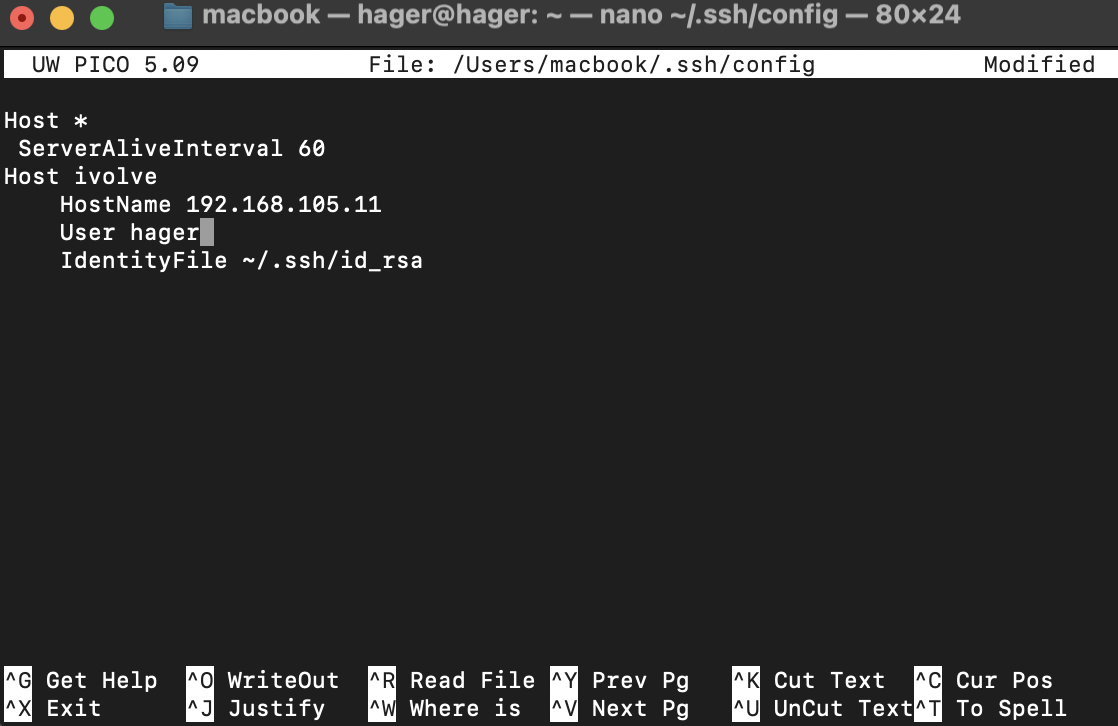 macbook — hager@hager: ~ — nano ~/.ssh/config — 80×24
UW PICO 5.09 File: /Users/macbook/.ssh/config Modified
Host *
ServerAliveInterval 60
Host ivolve
HostName 192.168.105.11
User hager
IdentityFile ~/.ssh/id_rsa
^G Get Help ^O WriteOut ^R Read File ^Y Prev Pg ^K Cut Text ^C Cur Pos
^X Exit ^J Justify ^W Where is ^V Next Pg ^U UnCut Text ^T To Spell